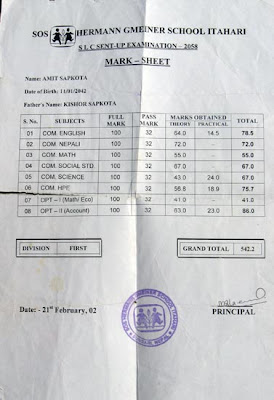 SOS HERMANN GMEINER SCHOOL ITAHARI
S L C SENT-UP EXAMINATION - 2058
MARK – SHEET
Name: AMIT SAPKOTA
Date of Birth: 11/01/2042
Father's Name: KISHOR SAPKOTA
S. No. SUBJECTS FULL MARK PASS MARK MARKS OBTAINED THEORY PRACTICAL TOTAL
01 COM. ENGLISH 100 32 64.0 14.5 78.5
02 COM. NEPALI 100 32 72.0 - 72.0
03 COM. MATH 100 32 55.0 - 55.0
04 COM. SOCIAL STD. 100 32 67.0 - 67.0
05 COM. SCIENCE 100 32 43.0 24.0 67.0
06 COM. HPE 100 32 56.8 18.9 75.7
07 OPT – I (Math/ Eco) 100 32 41.0 - 41.0
08 OPT – II (Account) 100 32 63.0 23.0 86.0
DIVISION FIRST GRAND TOTAL 542.2
Date: - 21st February, 02
PRINCIPAL
SOS HERMANN GMEINER SCHOOL ITAHARI